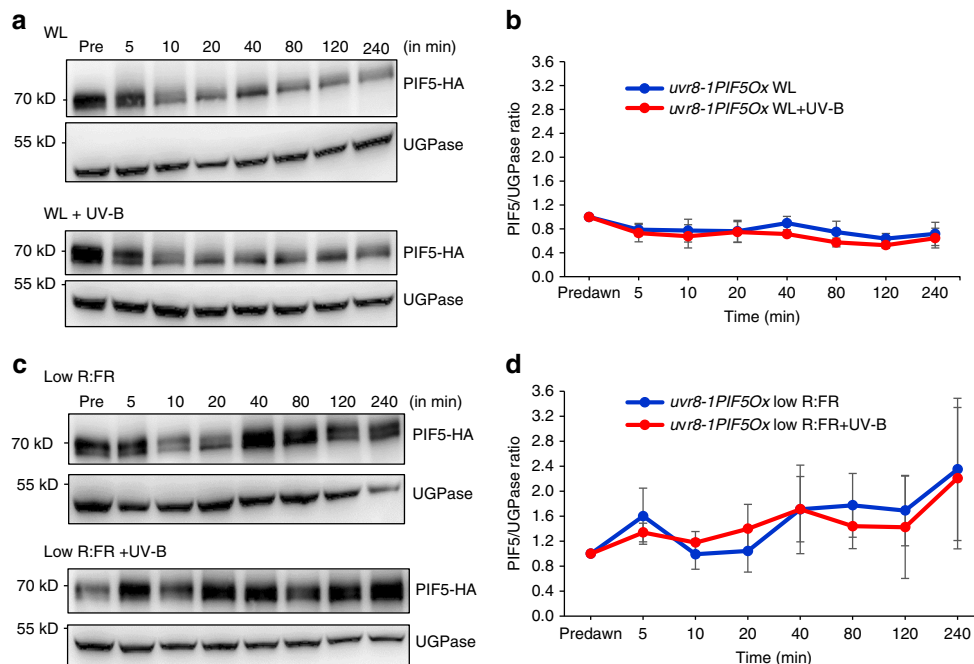 a
WL
Pre 5 10 20 40 80 120 240 (in min)
70 kD
PIF5-HA
55 kD
UGPase
WL + UV-B
70 kD
PIF5-HA
55 kD
UGPase
b
PIF5/UGPase ratio
3.6
3.2
2.8
2.4
2.0
1.6
1.2
0.8
0.4
0.0
uvr8-1PIF5Ox WL
uvr8-1PIF5Ox WL+UV-B
Predawn 5 10 20 40 80 120 240
Time (min)
c
Low R:FR
Pre 5 10 20 40 80 120 240 (in min)
70 kD
PIF5-HA
55 kD
UGPase
Low R:FR +UV-B
70 kD
PIF5-HA
55 kD
UGPase
d
PIF5/UGPase ratio
3.6
3.2
2.8
2.4
2.0
1.6
1.2
0.8
0.4
0.0
uvr8-1PIF5Ox low R:FR
uvr8-1PIF5Ox low R:FR+UV-B
Predawn 5 10 20 40 80 120 240
Time (min)